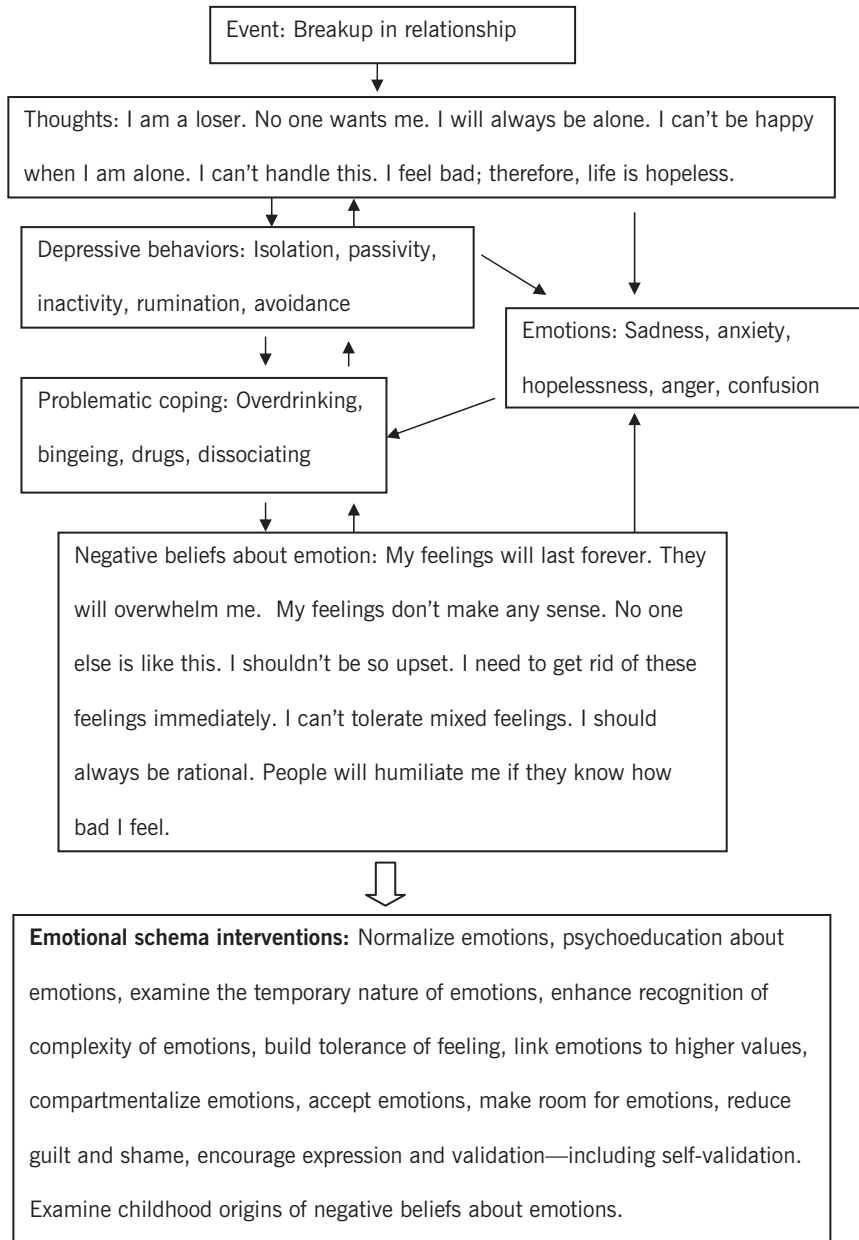 Event: Breakup in relationship
Thoughts: I am a loser. No one wants me. I will always be alone. I can't be happy
when I am alone. I can't handle this. I feel bad; therefore, life is hopeless.
Depressive behaviors: Isolation, passivity,
inactivity, rumination, avoidance
Emotions: Sadness, anxiety,
hopelessness, anger, confusion
Problematic coping: Overdrinking,
bingeing, drugs, dissociating
Negative beliefs about emotion: My feelings will last forever. They
will overwhelm me.  My feelings don't make any sense. No one
else is like this. I shouldn't be so upset. I need to get rid of these
feelings immediately. I can't tolerate mixed feelings. I should
always be rational. People will humiliate me if they know how
bad I feel.
Emotional schema interventions: Normalize emotions, psychoeducation about
emotions, examine the temporary nature of emotions, enhance recognition of
complexity of emotions, build tolerance of feeling, link emotions to higher values,
compartmentalize emotions, accept emotions, make room for emotions, reduce
guilt and shame, encourage expression and validation—including self-validation.
Examine childhood origins of negative beliefs about emotions.